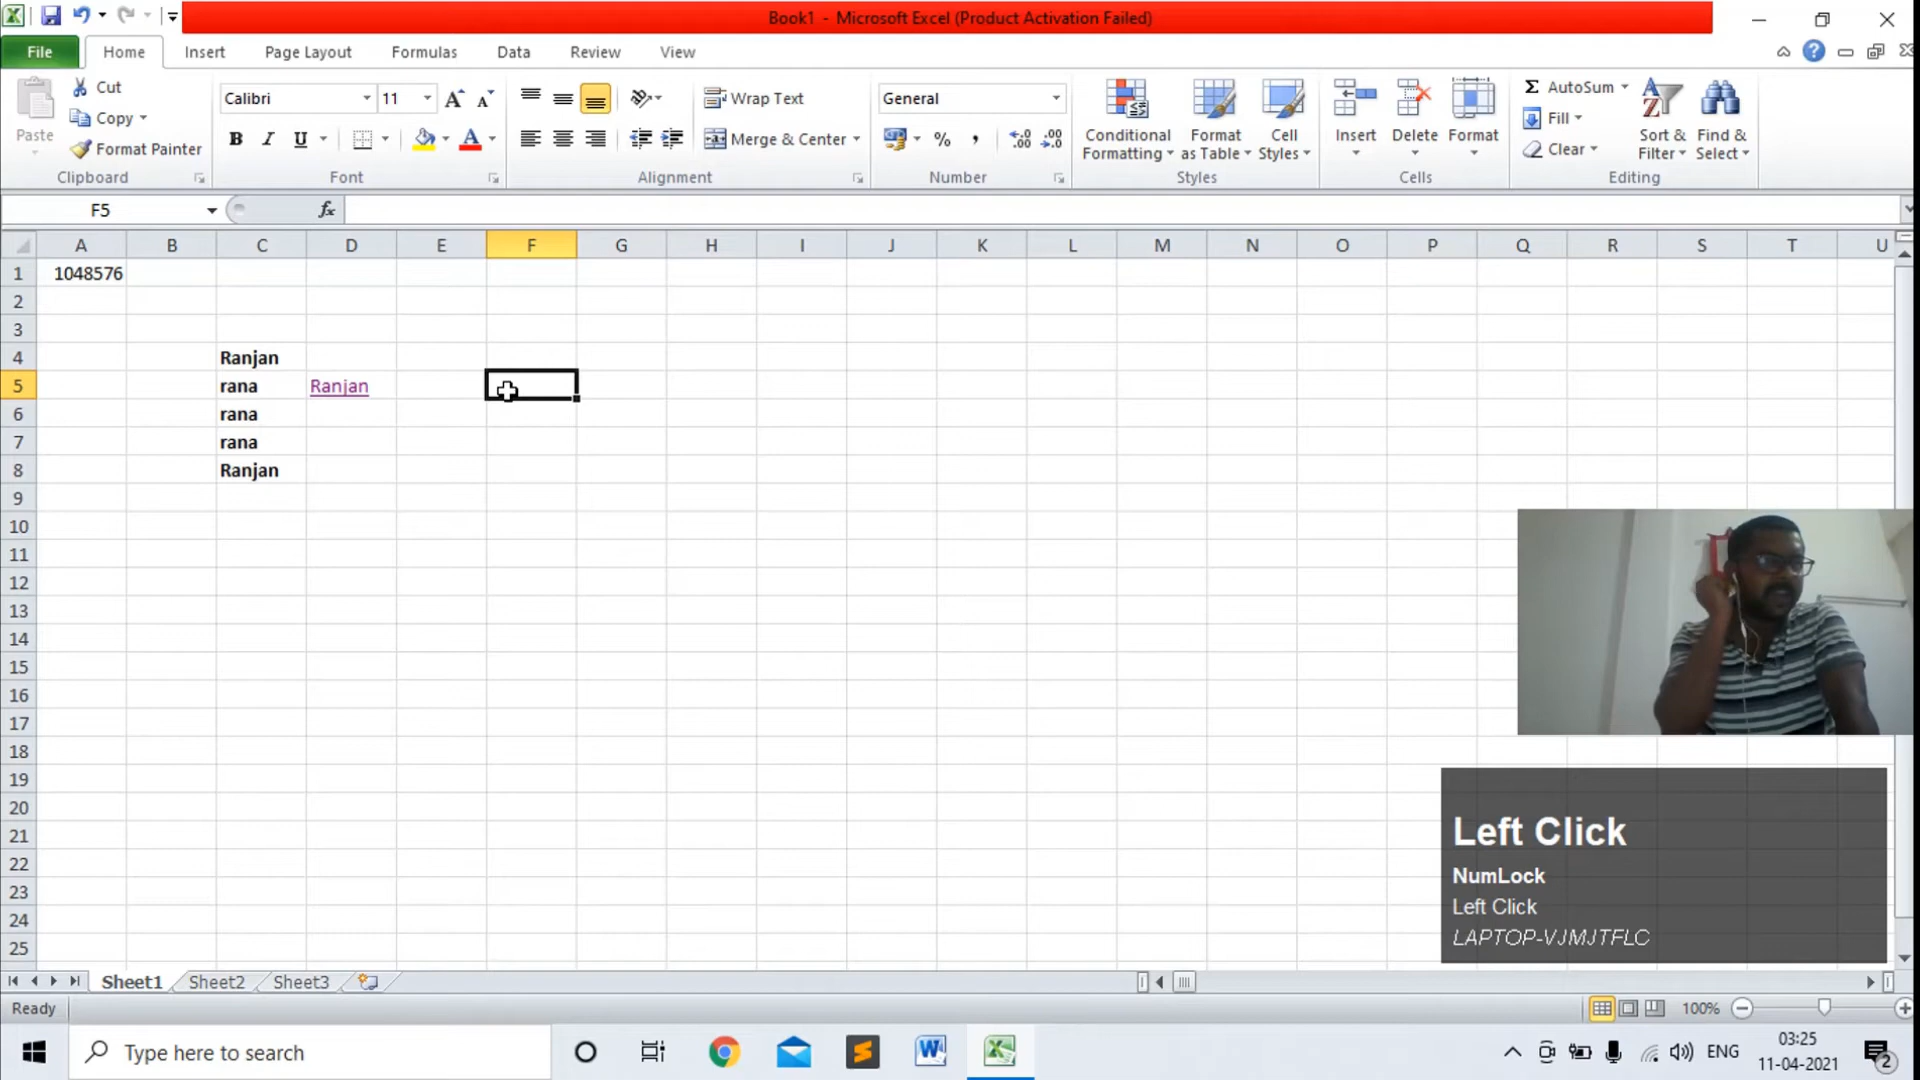 Book1 - Microsoft Excel (Product Activation Failed)
File Home Insert Page Layout Formulas Data Review View
Paste
Cut
Copy
Format Painter
Clipboard
Calibri 11
B I U
Font
Wrap Text
Merge & Center
Alignment
General
% ,
Number
Conditional Formatting
Format as Table
Cell Styles
Styles
Insert
Delete
Format
Cells
AutoSum
Fill
Clear
Sort & Filter
Find & Select
Editing
F5 fx
A B C D E F G H I J K L M N O P Q R S T U
1 1048576
2
3
4 Ranjan
5 rana Ranjan
6 rana
7 rana
8 Ranjan
9
10
11
12
13
14
15
16
17
18
19
20
21
22
23
24
25
Left Click
NumLock
Left Click
LAPTOP-VJMJTFLC
Sheet1 Sheet2 Sheet3
Ready 100%
Type here to search
ENG
03:25
11-04-2021
2